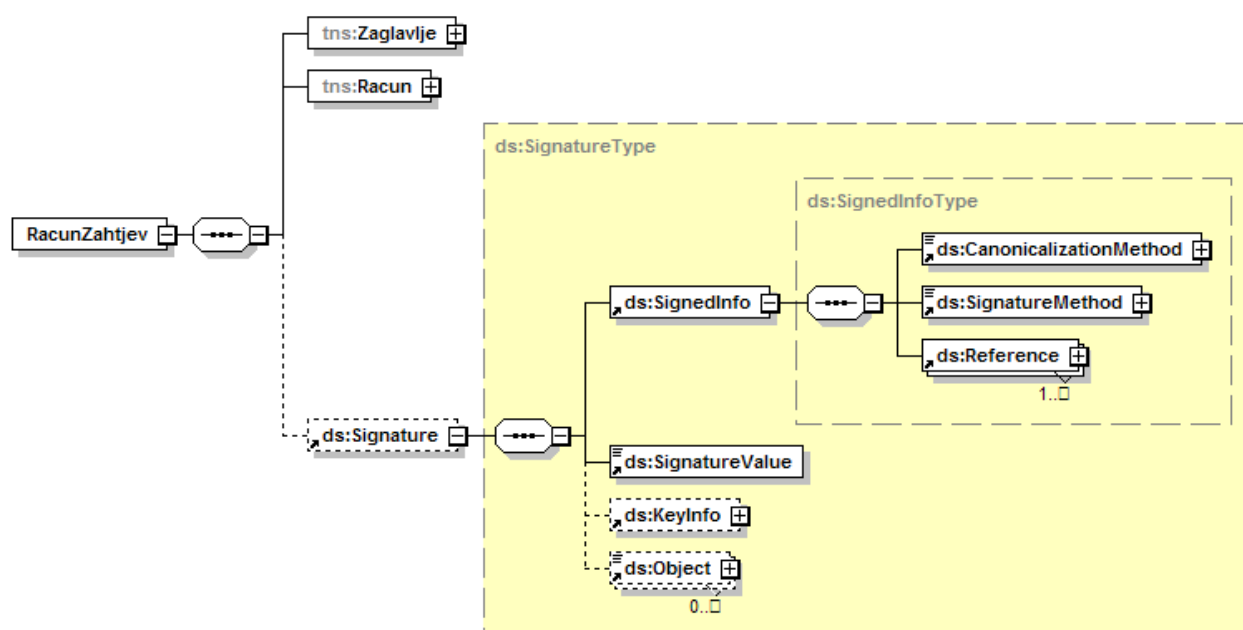 tns:Zaglavlje
tns:Racun
ds:SignatureType
ds:SignedInfoType
RacunZahtjev
ds:CanonicalizationMethod
ds:SignedInfo
ds:SignatureMethod
ds:Reference
1..□
ds:Signature
ds:SignatureValue
ds:KeyInfo
ds:Object
0..□